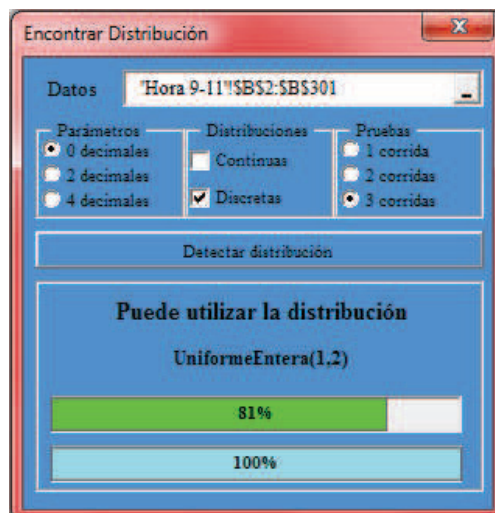 Encontrar Distribución
Datos "Hora 9-11"!$B$2:$B$301
Parámetros Distribuciones Pruebas
0 decimales Continuas 1 corrida
2 decimales 2 corridas
4 decimales Discretas 3 corridas
Detectar distribución
Puede utilizar la distribución
UniformeEntera(1,2)
81%
100%